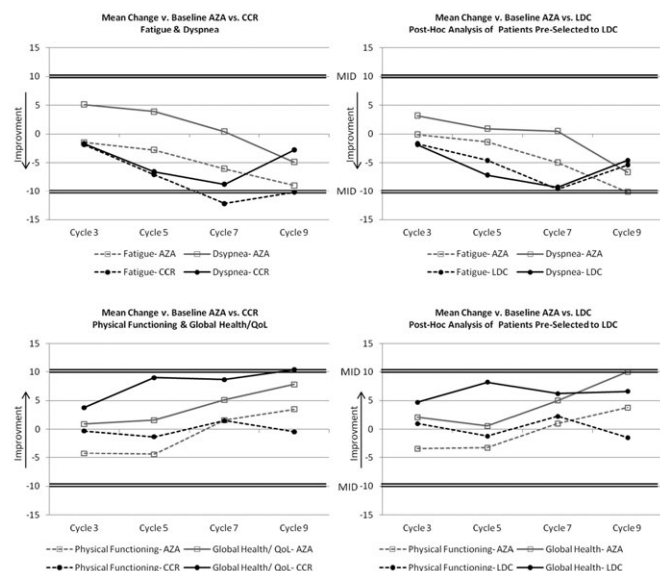 Mean Change v. Baseline AZA vs. CCR
Fatigue & Dyspnea
15
10
5
0
-5
-10
-15
Improvment
MID
MID
Cycle 3 Cycle 5 Cycle 7 Cycle 9
Fatigue- AZA Dsypnea- AZA
Fatigue- CCR Dyspnea- CCR
Mean Change v. Baseline AZA vs. LDC
Post-Hoc Analysis of Patients Pre-Selected to LDC
15
10
5
0
-5
-10
-15
Improvment
Cycle 3 Cycle 5 Cycle 7 Cycle 9
Fatigue- AZA Dyspnea- AZA
Fatigue- LDC Dyspnea- LDC
Mean Change v. Baseline AZA vs. CCR
Physical Functioning & Global Health/QoL
15
10
5
0
-5
-10
-15
Improvment
MID
MID
Cycle 3 Cycle 5 Cycle 7 Cycle 9
Physical Functioning- AZA Global Health/ QoL- AZA
Physical Functioning- CCR Global Health/ QoL- CCR
Mean Change v. Baseline AZA vs. LDC
Post-Hoc Analysis of Patients Pre-Selected to LDC
15
10
5
0
-5
-10
-15
Improvment
Cycle 3 Cycle 5 Cycle 7 Cycle 9
Physical Functioning- AZA Global Health- AZA
Physical Functioning- LDC Global Health- LDC